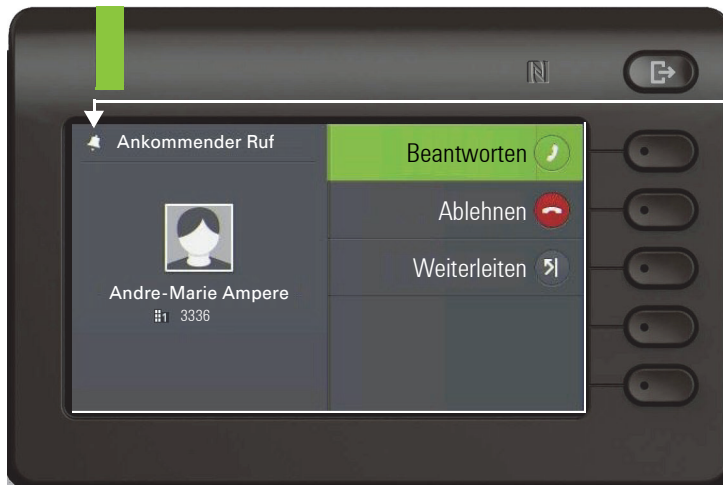 Ankommender Ruf
Andre-Marie Ampere
3336
Beantworten
Ablehnen
Weiterleiten